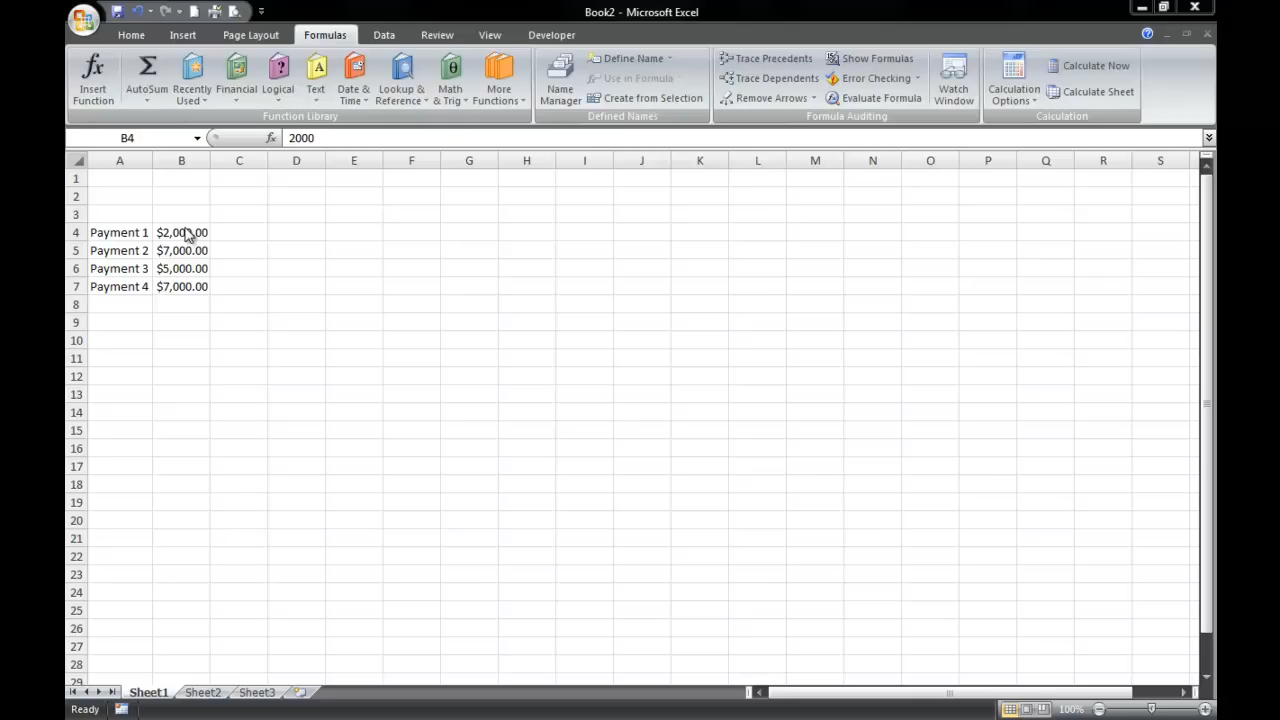 Book2 - Microsoft Excel
Home Insert Page Layout Formulas Data Review View Developer
fx Σ ? A θ
Insert Function
AutoSum
Recently Used
Financial
Logical
Text
Date & Time
Lookup & Reference
Math & Trig
More Functions
Function Library
Name Manager
Define Name
Use in Formula
Create from Selection
Defined Names
Trace Precedents
Trace Dependents
Remove Arrows
Show Formulas
Error Checking
Evaluate Formula
Formula Auditing
Watch Window
Calculation Options
Calculate Now
Calculate Sheet
Calculation
B4 fx 2000
A B C D E F G H I J K L M N O P Q R S
1
2
3
4 Payment 1 $2,000.00
5 Payment 2 $7,000.00
6 Payment 3 $5,000.00
7 Payment 4 $7,000.00
8
9
10
11
12
13
14
15
16
17
18
19
20
21
22
23
24
25
26
27
28
29
Sheet1 Sheet2 Sheet3
Ready 100%